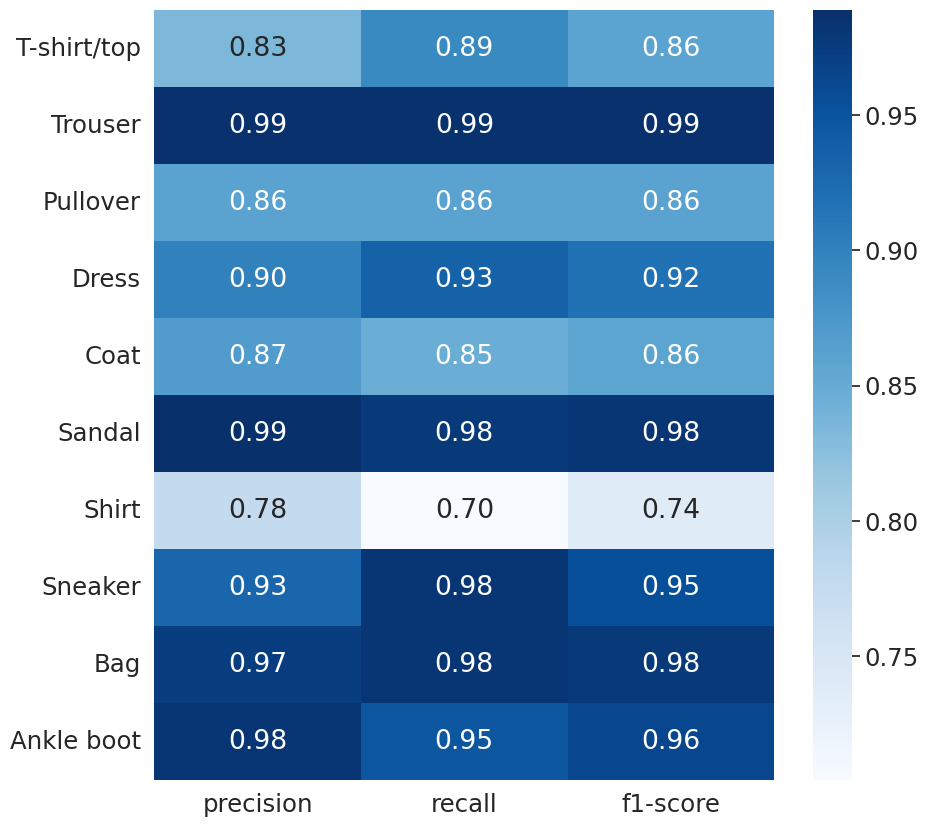 T-shirt/top 0.83 0.89 0.86
Trouser 0.99 0.99 0.99
Pullover 0.86 0.86 0.86
Dress 0.90 0.93 0.92
Coat 0.87 0.85 0.86
Sandal 0.99 0.98 0.98
Shirt 0.78 0.70 0.74
Sneaker 0.93 0.98 0.95
Bag 0.97 0.98 0.98
Ankle boot 0.98 0.95 0.96
precision recall f1-score
0.95
0.90
0.85
0.80
0.75